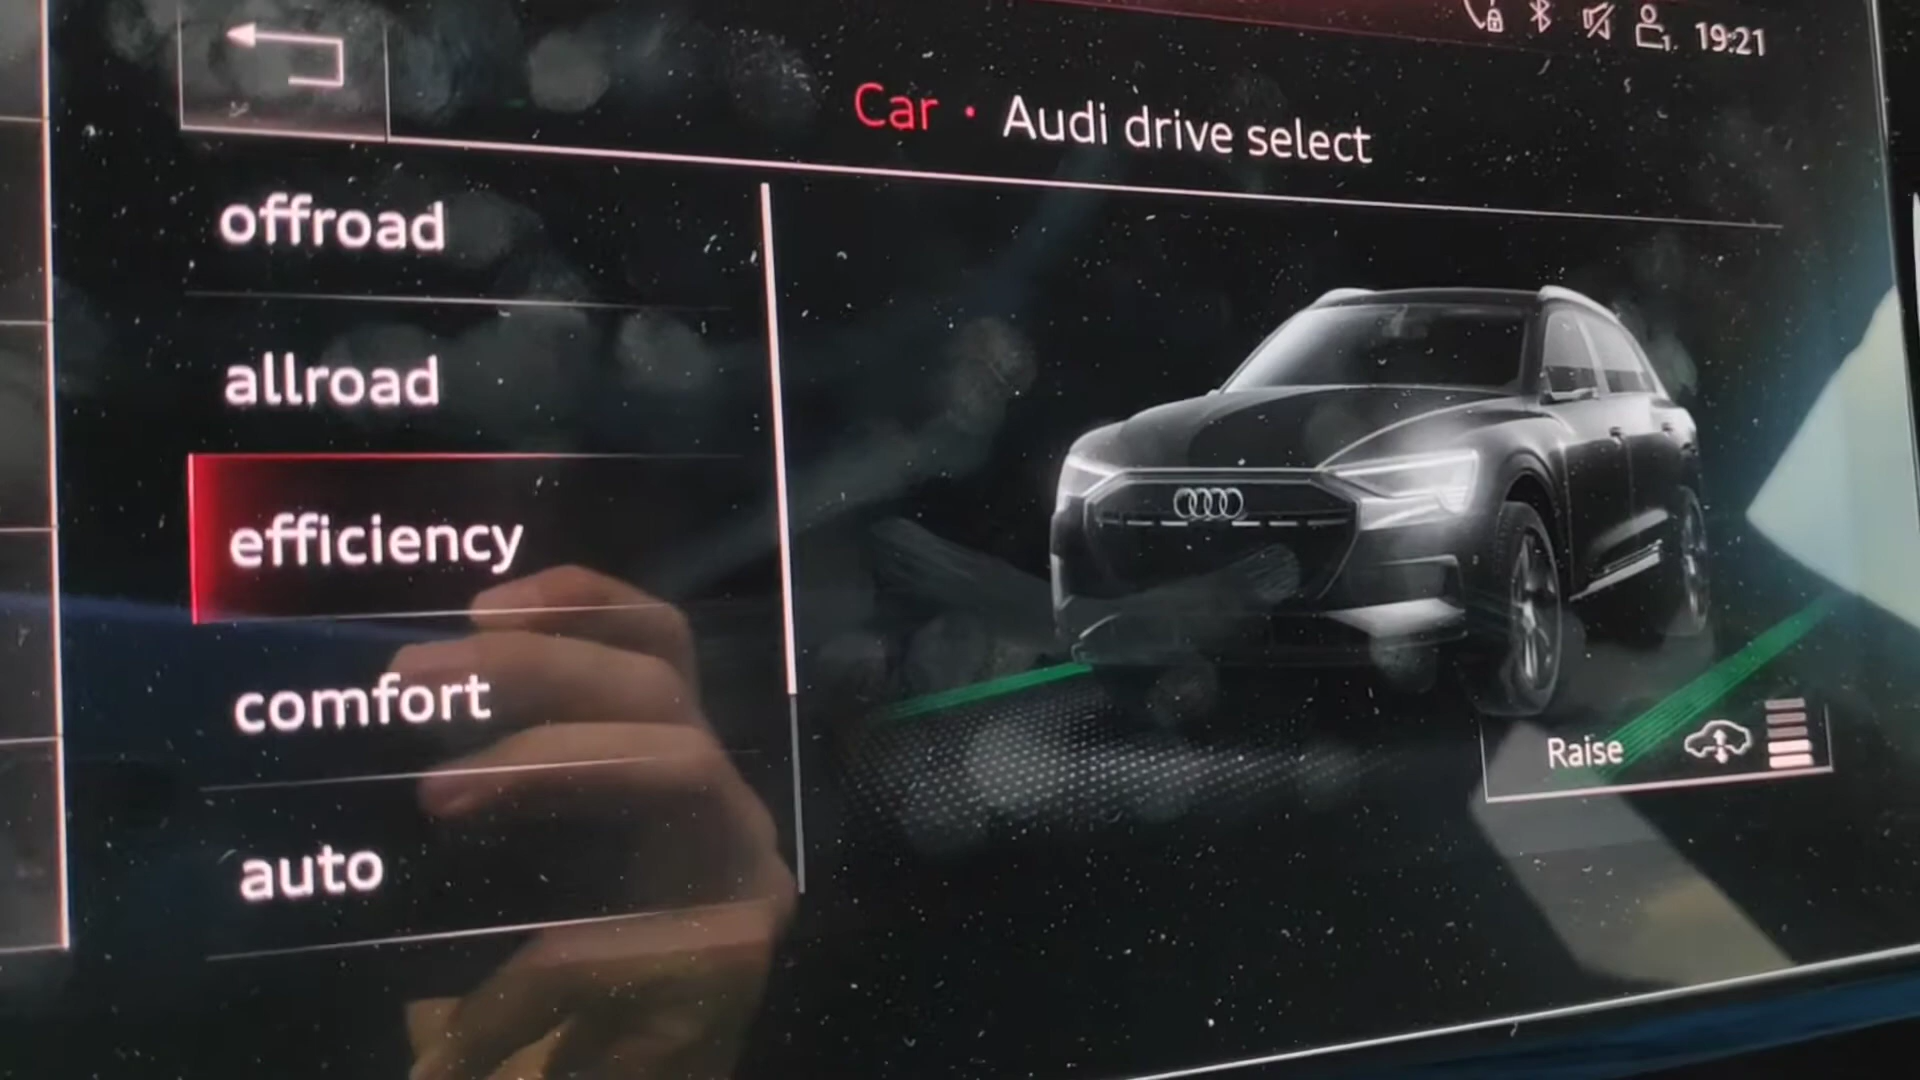 19:21
Car · Audi drive select
offroad
allroad
efficiency
comfort
auto
Raise